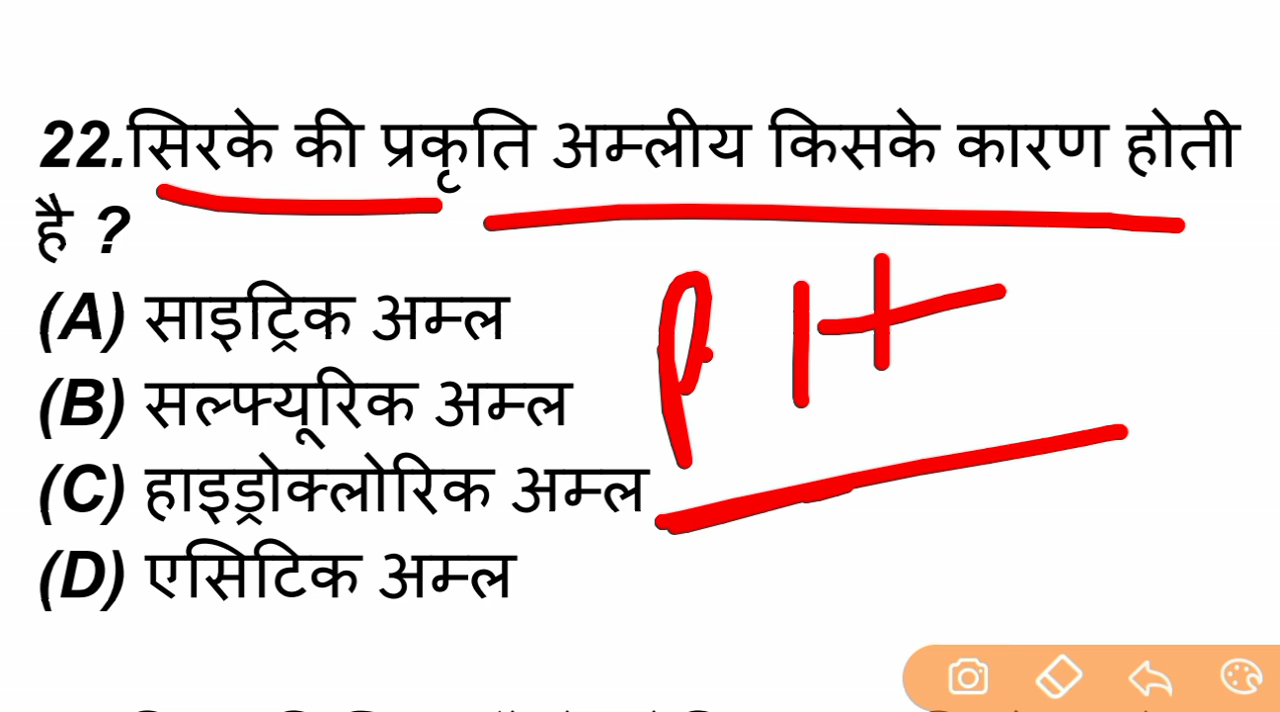 22.सिरके की प्रकृति अम्लीय किसके कारण होती
है ?
(A) साइट्रिक अम्ल
(B) सल्फ्यूरिक अम्ल
(C) हाइड्रोक्लोरिक अम्ल
(D) एसिटिक अम्ल